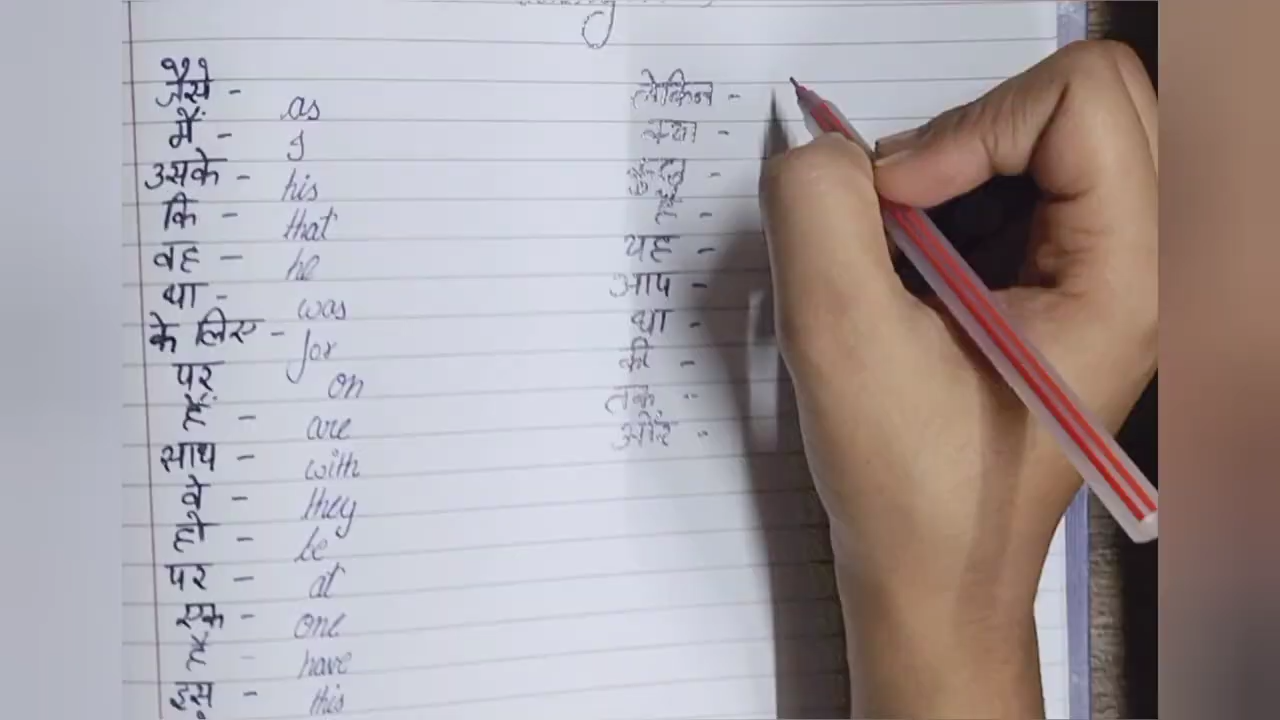 जैसे - as
मैं - I
उसके - his
कि - that
वह - he
था - was
के लिए - for
पर on
हैं - are
साथ - with
वे - they
हो - be
पर - at
एक - one
हैं - have
इस - this
लेकिन -
क्या -
कुछ -
है -
यह -
आप -
था -
की -
तक -
और -